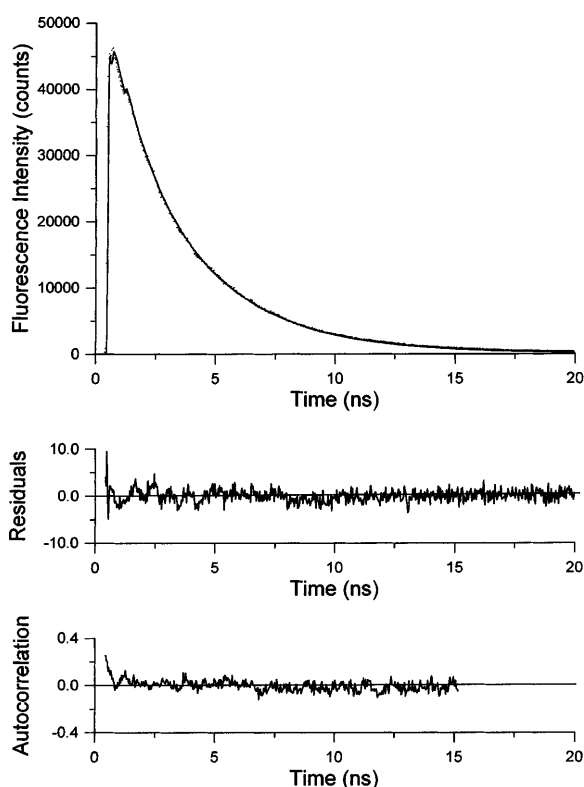 50000
40000
30000
20000
10000
0
Fluorescence Intensity (counts)
0 5 10 15 20
Time (ns)
10.0
0.0
-10.0
Residuals
0 5 10 15 20
Time (ns)
0.4
0.0
-0.4
Autocorrelation
0 5 10 15 20
Time (ns)